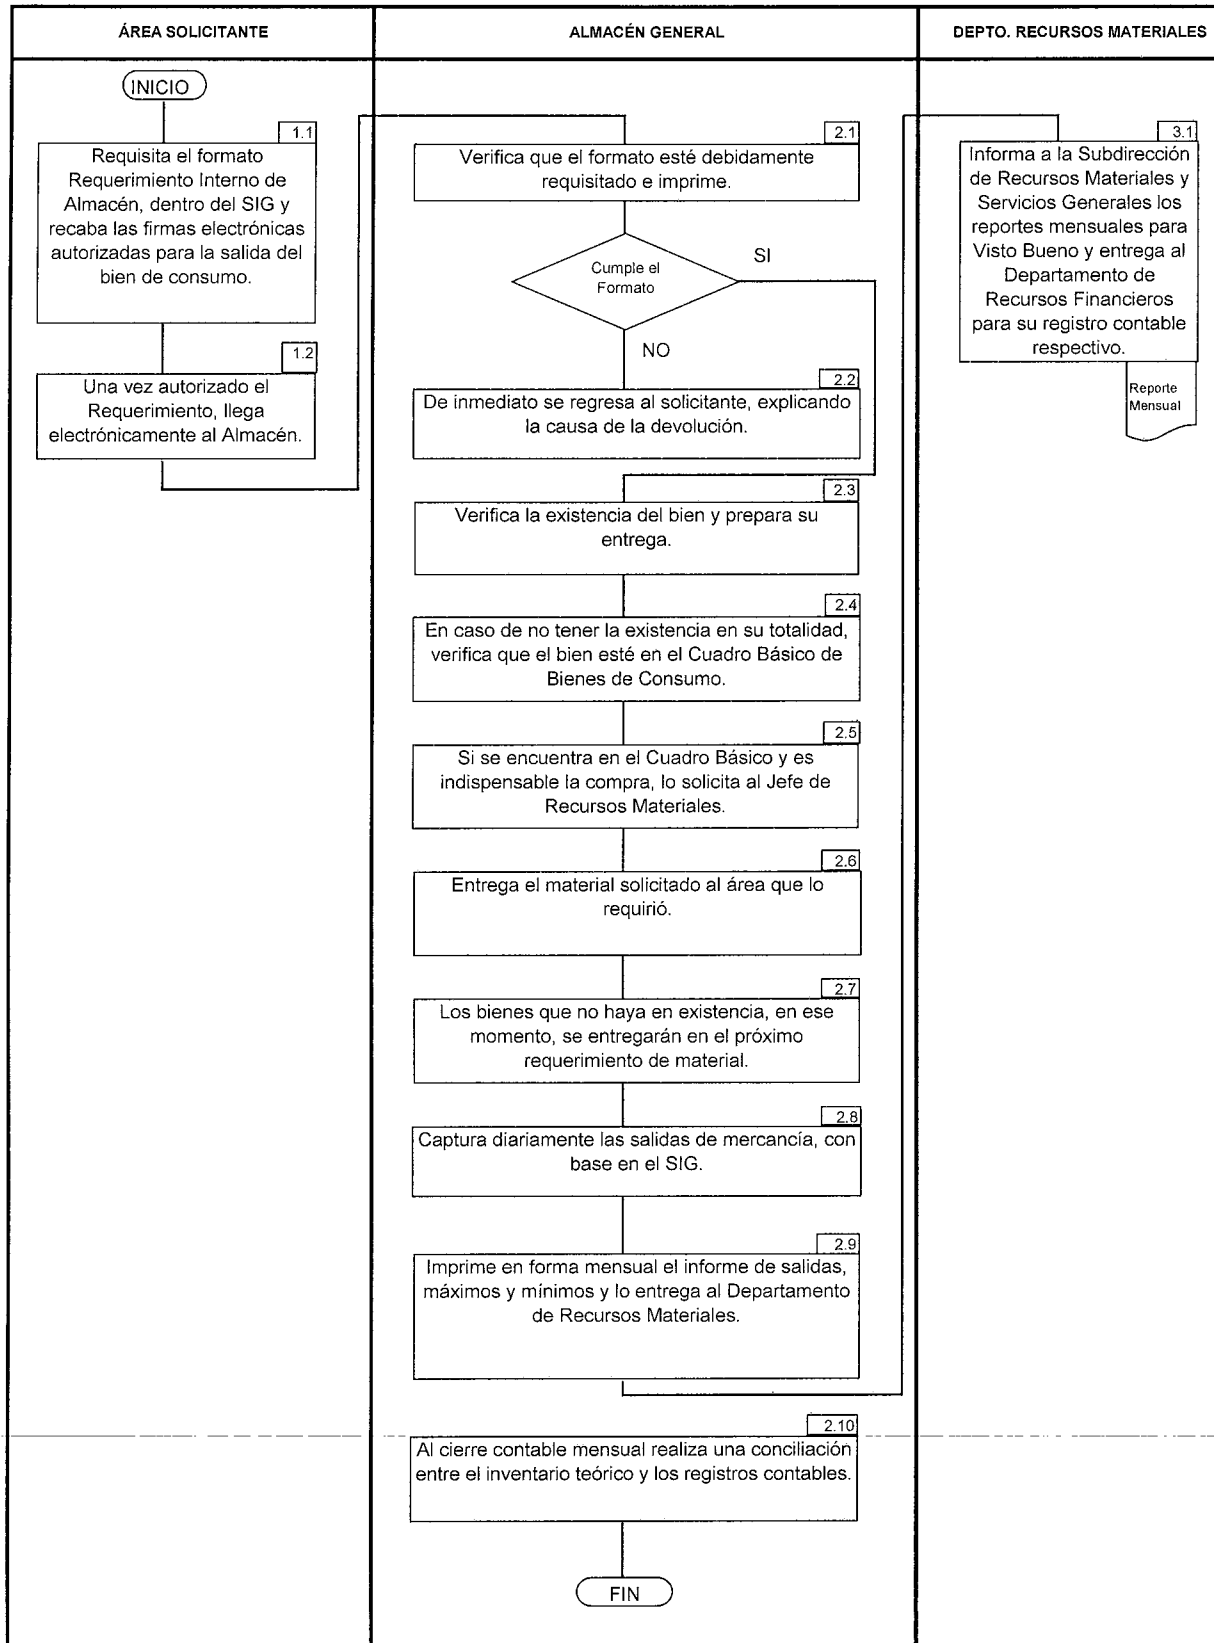 ÁREA SOLICITANTE
ALMACÉN GENERAL
DEPTO. RECURSOS MATERIALES
INICIO
1.1
Requisita el formato
Requerimiento Interno de
Almacén, dentro del SIG y
recaba las firmas electrónicas
autorizadas para la salida del
bien de consumo.
1.2
Una vez autorizado el
Requerimiento, llega
electrónicamente al Almacén.
2.1
Verifica que el formato esté debidamente
requisitado e imprime.
Cumple el
Formato
SI
NO
2.2
De inmediato se regresa al solicitante, explicando
la causa de la devolución.
2.3
Verifica la existencia del bien y prepara su
entrega.
2.4
En caso de no tener la existencia en su totalidad,
verifica que el bien esté en el Cuadro Básico de
Bienes de Consumo.
2.5
Si se encuentra en el Cuadro Básico y es
indispensable la compra, lo solicita al Jefe de
Recursos Materiales.
2.6
Entrega el material solicitado al área que lo
requirió.
2.7
Los bienes que no haya en existencia, en ese
momento, se entregarán en el próximo
requerimiento de material.
2.8
Captura diariamente las salidas de mercancía, con
base en el SIG.
2.9
Imprime en forma mensual el informe de salidas,
máximos y mínimos y lo entrega al Departamento
de Recursos Materiales.
2.10
Al cierre contable mensual realiza una conciliación
entre el inventario teórico y los registros contables.
FIN
3.1
Informa a la Subdirección
de Recursos Materiales y
Servicios Generales los
reportes mensuales para
Visto Bueno y entrega al
Departamento de
Recursos Financieros
para su registro contable
respectivo.
Reporte
Mensual